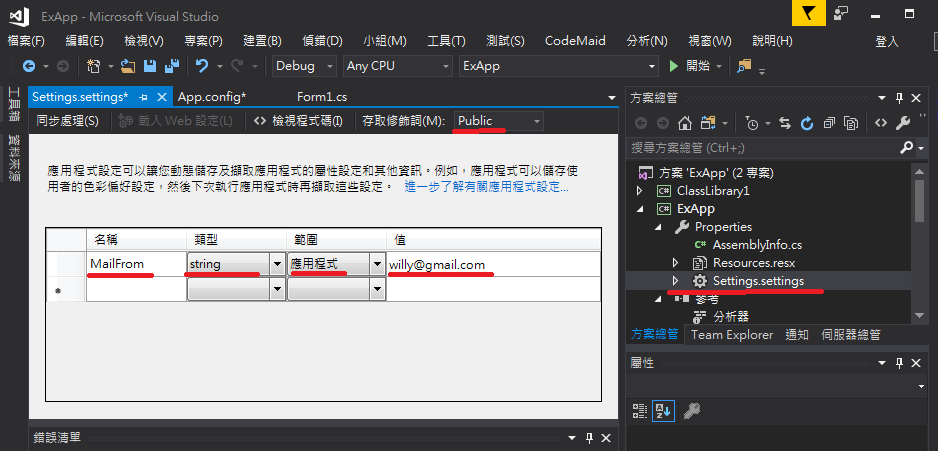 ExApp - Microsoft Visual Studio
檔案(F) 編輯(E) 檢視(V) 專案(P) 建置(B) 偵錯(D) 小組(M) 工具(T) 測試(S) CodeMaid 分析(N) 視窗(W) 說明(H) 登入
Debug Any CPU ExApp 開始
工具箱
資料來源
Settings.settings* App.config* Form1.cs
同步處理(S) 載入 Web 設定(L) 檢視程式碼(I) 存取修飾詞(M): Public
應用程式設定可以讓您動態儲存及擷取應用程式的屬性設定和其他資訊。例如，應用程式可以儲存使
用者的色彩偏好設定，然後下次執行應用程式時再擷取這些設定。 進一步了解有關應用程式設定...
名稱 類型 範圍 值
MailFrom string 應用程式 willy@gmail.com
錯誤清單
方案總管
搜尋方案總管 (Ctrl+;)
方案 'ExApp' (2 專案)
C# ClassLibrary1
C# ExApp
Properties
C# AssemblyInfo.cs
Resources.resx
Settings.settings
參考
分析器
方案總管 Team Explorer 通知 伺服器總管
屬性